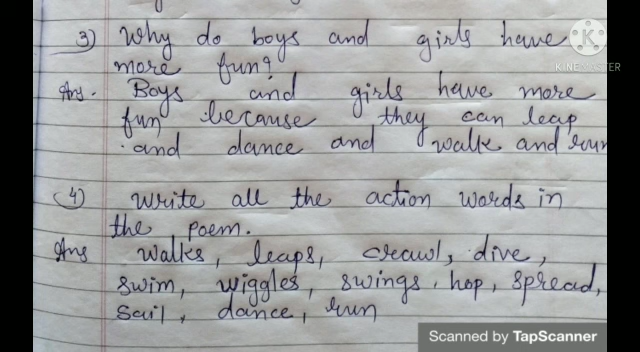 3) Why do boys and girls have
more fun?
Ans. Boys and girls have more
fun because they can leap
and dance and walk and run
4) Write all the action words in
the poem.
Ans walks, leaps, crawl, dive,
swim, wiggles, swings, hop, spread,
sail, dance, run
KINEMASTER
Scanned by TapScanner